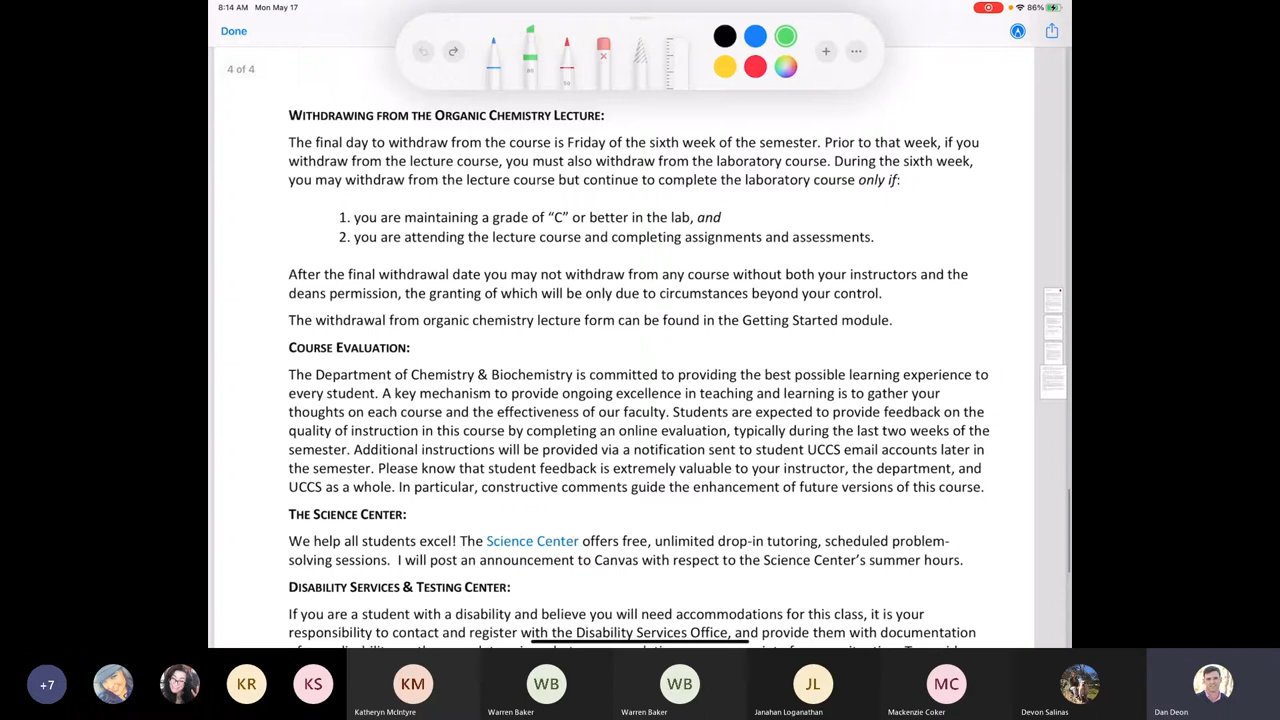 8:14 AM Mon May 17
86%
Done
4 of 4
WITHDRAWING FROM THE ORGANIC CHEMISTRY LECTURE:
The final day to withdraw from the course is Friday of the sixth week of the semester. Prior to that week, if you
withdraw from the lecture course, you must also withdraw from the laboratory course. During the sixth week,
you may withdraw from the lecture course but continue to complete the laboratory course only if:
1. you are maintaining a grade of “C” or better in the lab, and
2. you are attending the lecture course and completing assignments and assessments.
After the final withdrawal date you may not withdraw from any course without both your instructors and the
deans permission, the granting of which will be only due to circumstances beyond your control.
The withdrawal from organic chemistry lecture form can be found in the Getting Started module.
COURSE EVALUATION:
The Department of Chemistry & Biochemistry is committed to providing the best possible learning experience to
every student. A key mechanism to provide ongoing excellence in teaching and learning is to gather your
thoughts on each course and the effectiveness of our faculty. Students are expected to provide feedback on the
quality of instruction in this course by completing an online evaluation, typically during the last two weeks of the
semester. Additional instructions will be provided via a notification sent to student UCCS email accounts later in
the semester. Please know that student feedback is extremely valuable to your instructor, the department, and
UCCS as a whole. In particular, constructive comments guide the enhancement of future versions of this course.
THE SCIENCE CENTER:
We help all students excel! The Science Center offers free, unlimited drop-in tutoring, scheduled problem-
solving sessions. I will post an announcement to Canvas with respect to the Science Center’s summer hours.
DISABILITY SERVICES & TESTING CENTER:
If you are a student with a disability and believe you will need accommodations for this class, it is your
responsibility to contact and register with the Disability Services Office, and provide them with documentation
+7
KR
KS
KM
WB
WB
JL
MC
Katheryn McIntyre
Warren Baker
Warren Baker
Janahan Loganathan
Mackenzie Coker
Devon Salinas
Dan Deon